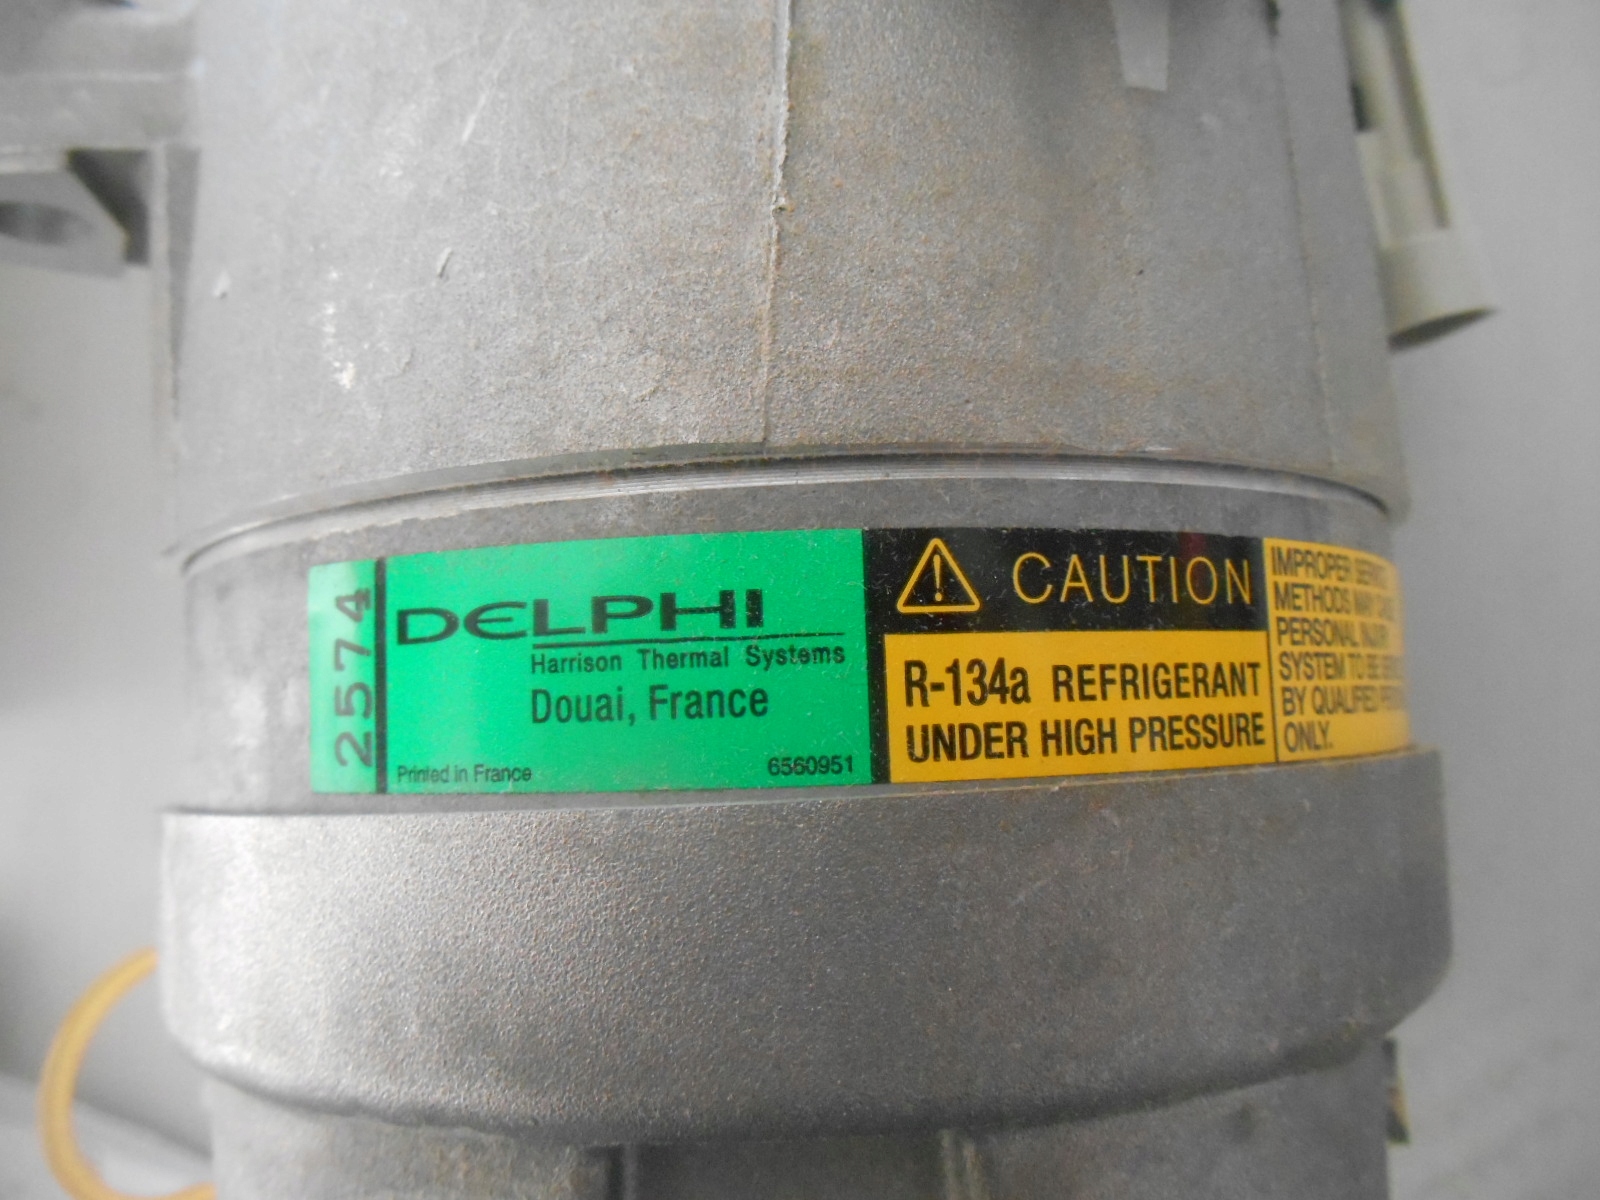 2574
DELPHI
Harrison Thermal Systems
Douai, France
Printed in France
6560951
CAUTION
R-134a REFRIGERANT
UNDER HIGH PRESSURE
IMPROPER
METHODS MAY
PERSONAL INJURY
SYSTEM TO BE
BY QUALIFIED
ONLY.